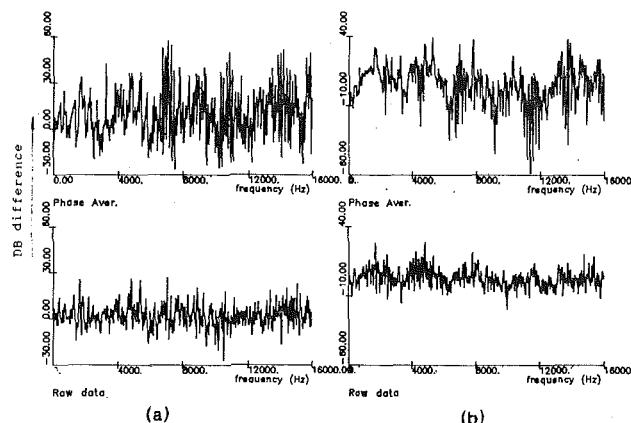 DB difference
60.00
30.00
0.00
-30.00
0.00
4000.
8000.
12000.
16000.
frequency (Hz)
Phase Aver.
40.00
-10.00
-60.00
0.
4000.
8000.
12000.
16000.
frequency (Hz)
Phase Aver.
60.00
30.00
0.00
-30.00
4000.
8000.
12000.
16000.
frequency (Hz)
Raw data.
(a)
40.00
-10.00
4000.
8000.
12000.
16000
frequency (Hz)
Raw data
(b)